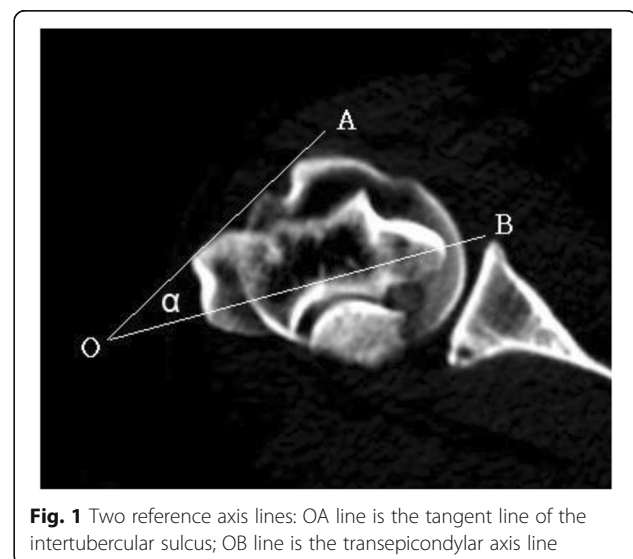 A
B
α
O
Fig. 1 Two reference axis lines: OA line is the tangent line of the
intertubercular sulcus; OB line is the transepicondylar axis line